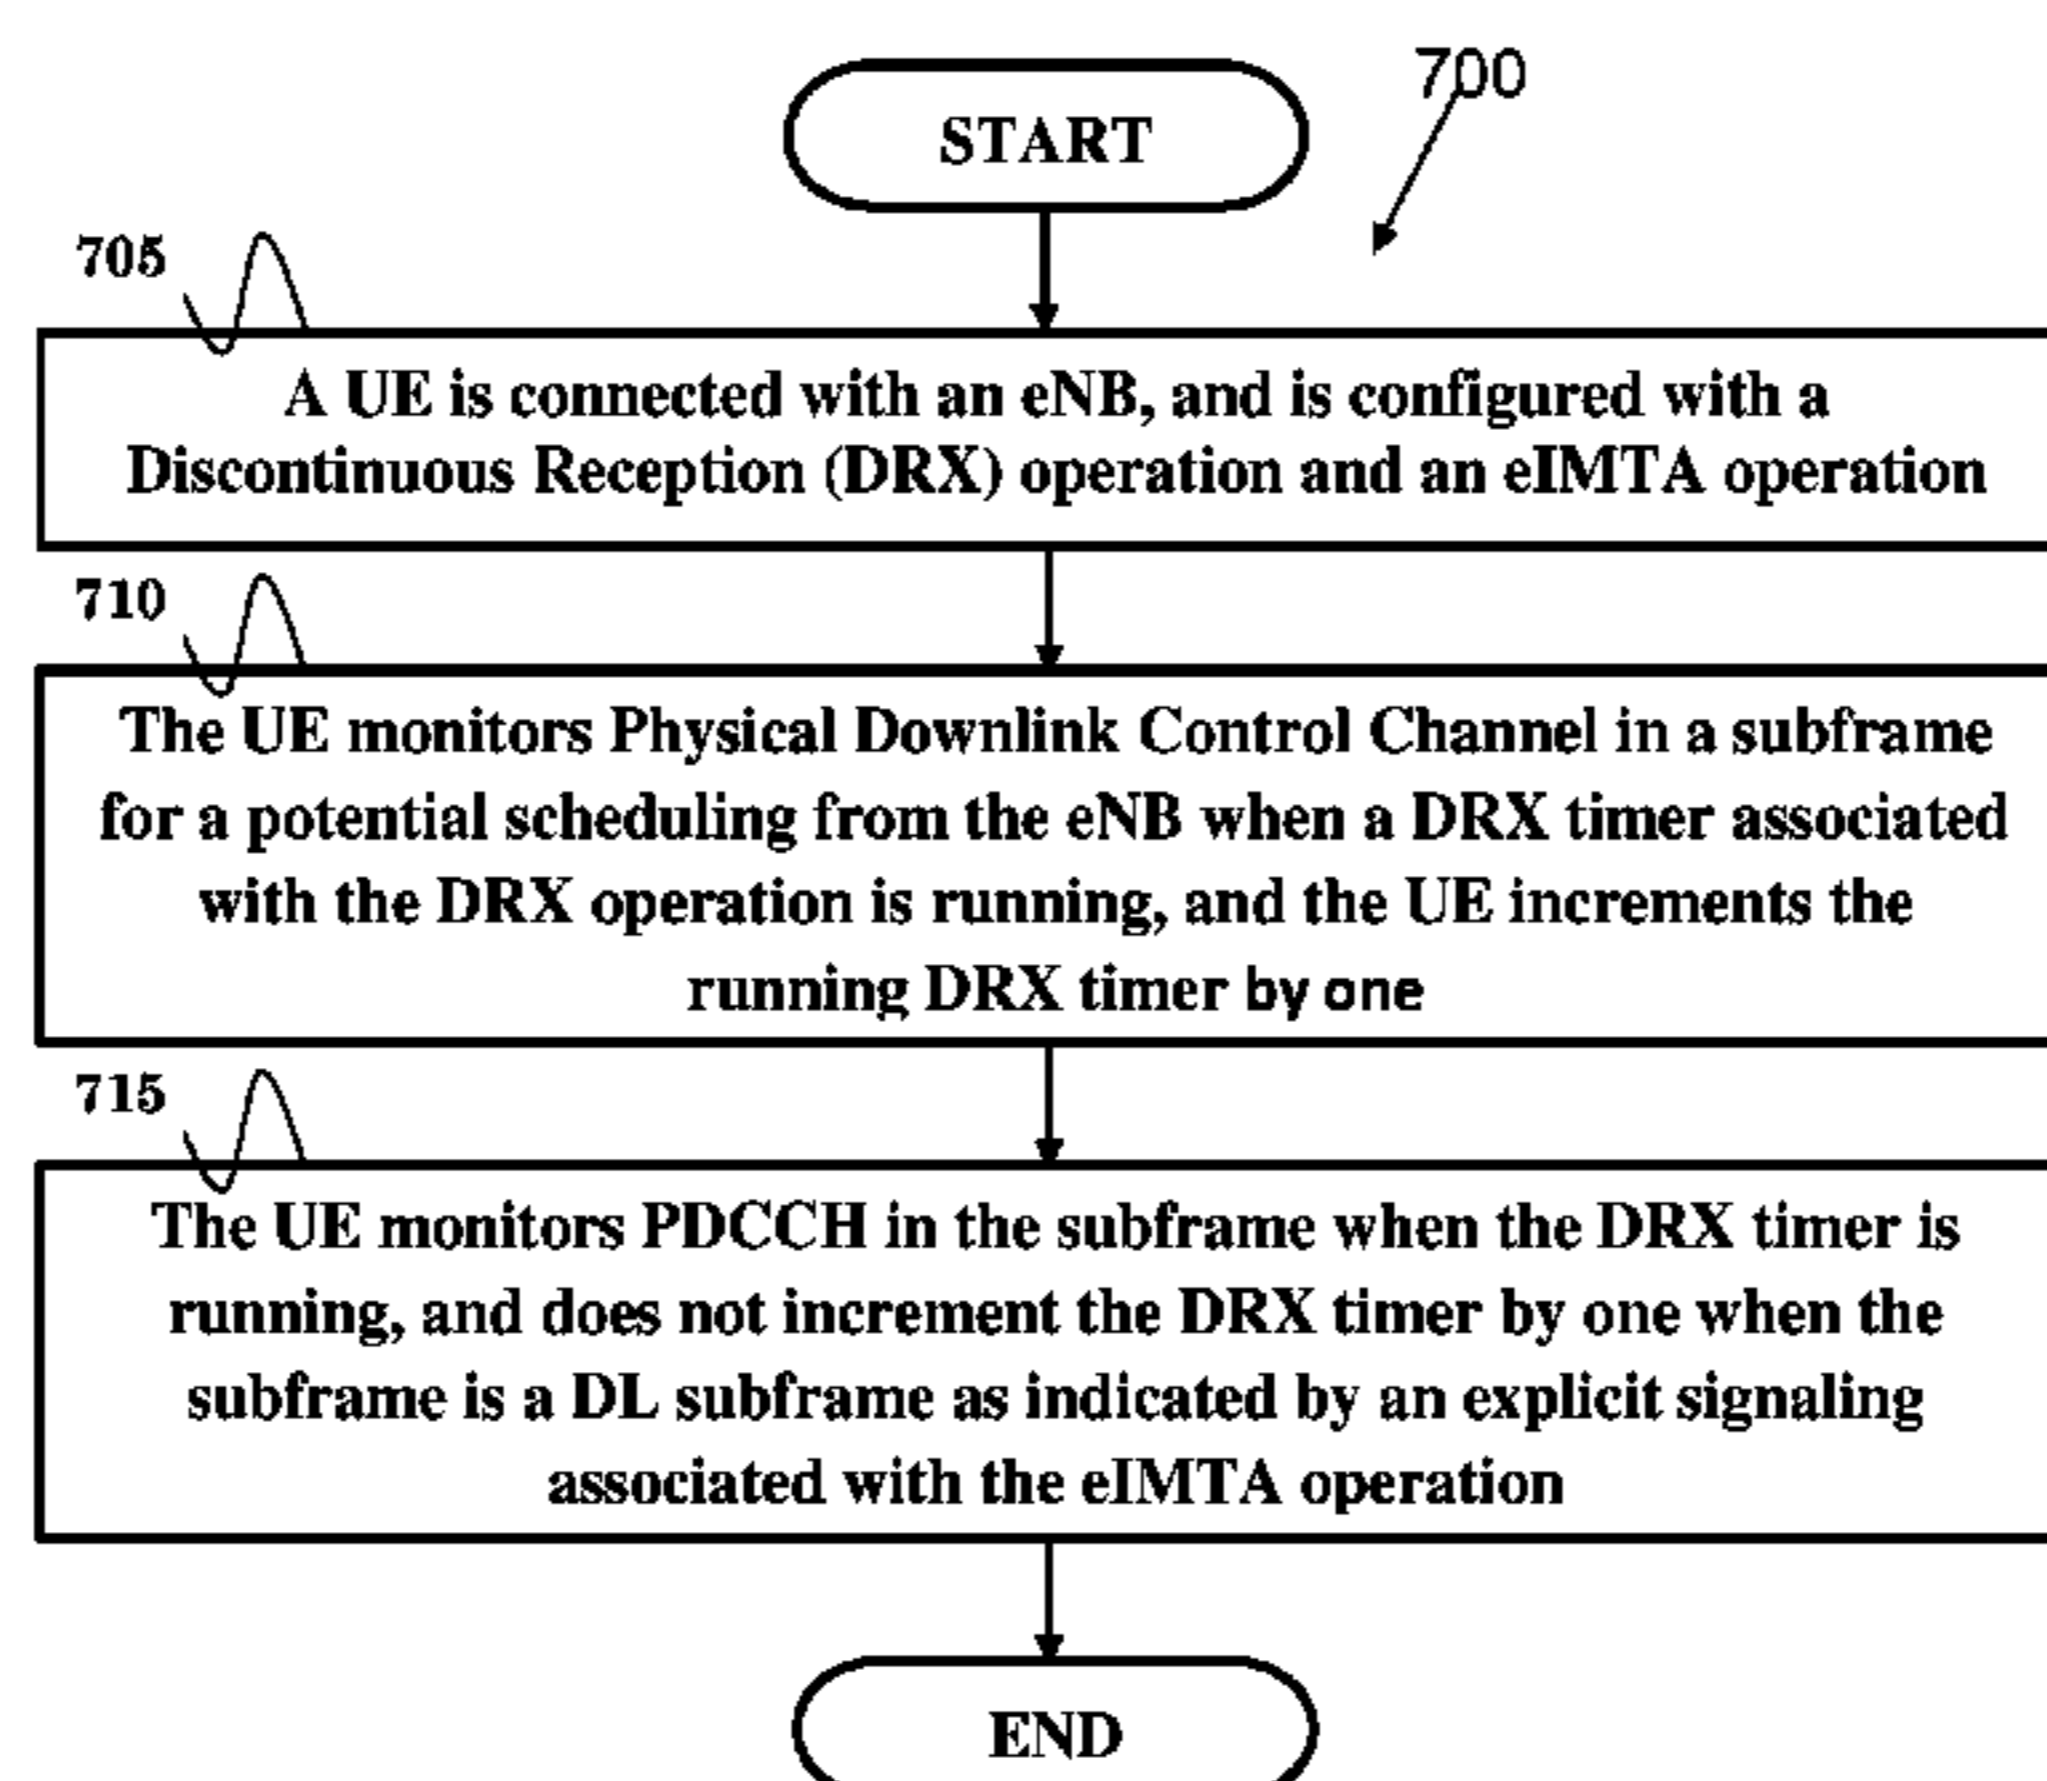 700
START
705
A UE is connected with an eNB, and is configured with a
Discontinuous Reception (DRX) operation and an eIMTA operation
710
The UE monitors Physical Downlink Control Channel in a subframe
for a potential scheduling from the eNB when a DRX timer associated
with the DRX operation is running, and the UE increments the
running DRX timer by one
715
The UE monitors PDCCH in the subframe when the DRX timer is
running, and does not increment the DRX timer by one when the
subframe is a DL subframe as indicated by an explicit signaling
associated with the eIMTA operation
END